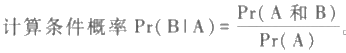 计算条件概率 Pr(B|A) = Pr(A 和 B) / Pr(A)。